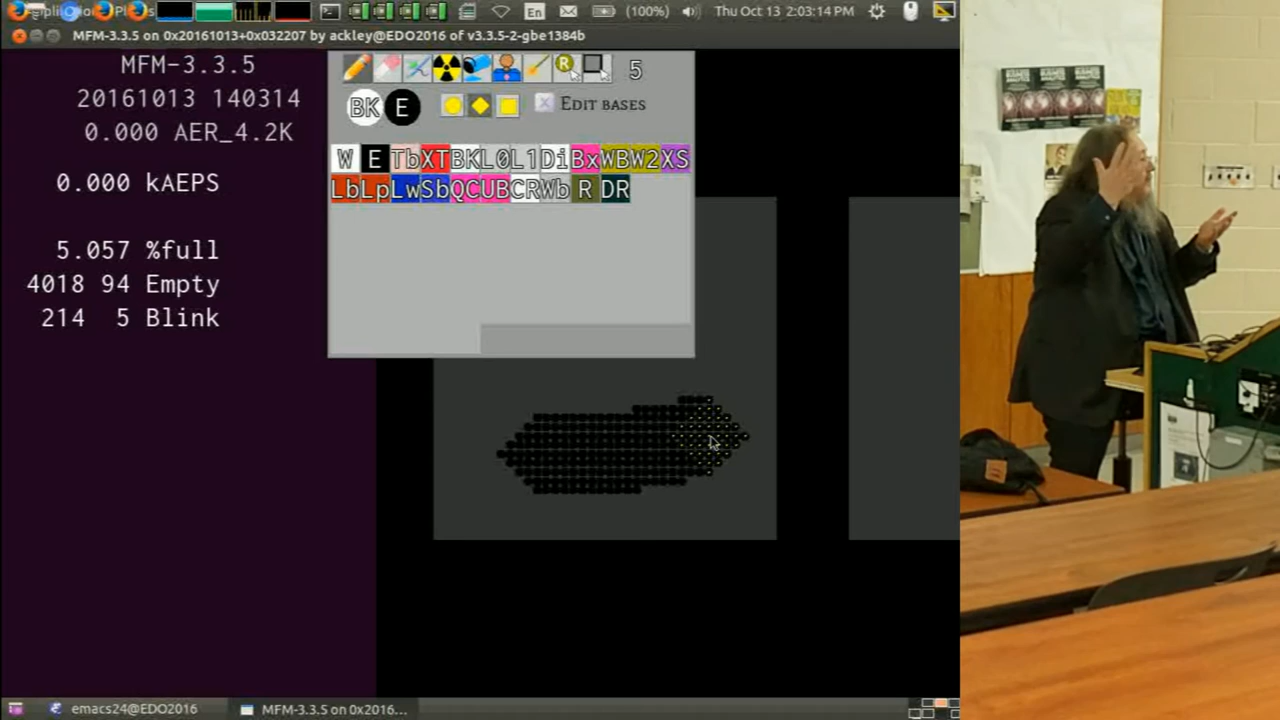 En (100%) Thu Oct 13 2:03:14 PM
MFM-3.3.5 on 0x20161013+0x032207 by ackley@EDO2016 of v3.3.5-2-gbe1384b
MFM-3.3.5
20161013 140314
0.000 AER_4.2K
0.000 kAEPS
5.057 %full
4018 94 Empty
214 5 Blink
R 5
BK E Edit bases
W E Tb XT BK L0 L1 Di Bx WB W2 XS
Lb Lp Lw Sb QC UB CR Wb R DR
emacs24@EDO2016 MFM-3.3.5 on 0x2016...